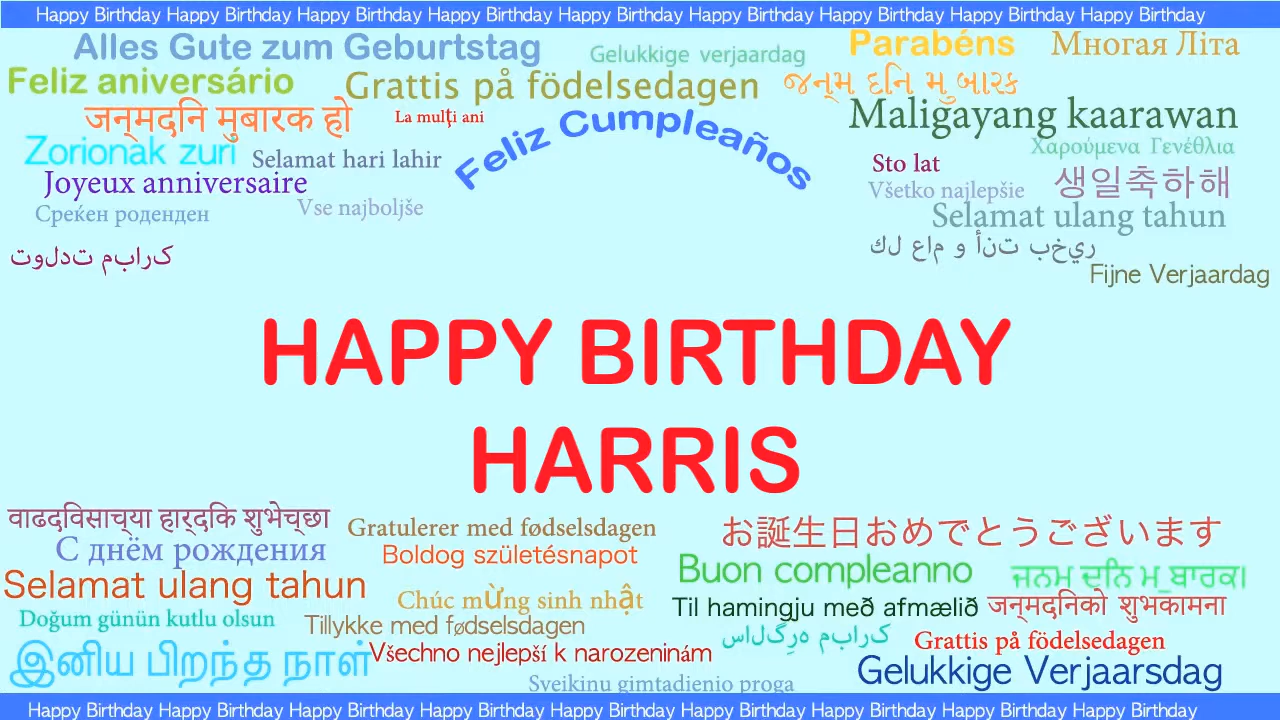 Happy Birthday Happy Birthday Happy Birthday Happy Birthday Happy Birthday Happy Birthday Happy Birthday Happy Birthday Happy Birthday
Alles Gute zum Geburtstag
Gelukkige verjaardag
Parabéns
Многая Літа
Feliz aniversário
Grattis på födelsedagen
જન્મ દિન મુબારક
जन्मदिन मुबारक हो
La mulţi ani
Feliz Cumpleaños
Maligayang kaarawan
Zorionak zuri
Selamat hari lahir
Χαρούμενα Γενέθλια
Sto lat
Joyeux anniversaire
Všetko najlepšie
생일축하해
Среќен роденден
Vse najboljše
Selamat ulang tahun
تولدت مبارک
كل عام و أنت بخير
Fijne Verjaardag
HAPPY BIRTHDAY
HARRIS
वाढदिवसाच्या हार्दिक शुभेच्छा
Gratulerer med fødselsdagen
お誕生日おめでとうございます
С днём рождения
Boldog születésnapot
Buon compleanno
ਜਨਮ ਦਿਨ ਮੁਬਾਰਕ।
Selamat ulang tahun
Chúc mừng sinh nhật
Til hamingju með afmælið
जन्मदिनको शुभकामना
Doğum günün kutlu olsun
Tillykke med fødselsdagen
سالگرہ مبارک
Grattis på födelsedagen
இனிய பிறந்த நாள்
Všechno nejlepší k narozeninám
Gelukkige Verjaarsdag
Sveikinu gimtadienio proga
Happy Birthday Happy Birthday Happy Birthday Happy Birthday Happy Birthday Happy Birthday Happy Birthday Happy Birthday Happy Birthday